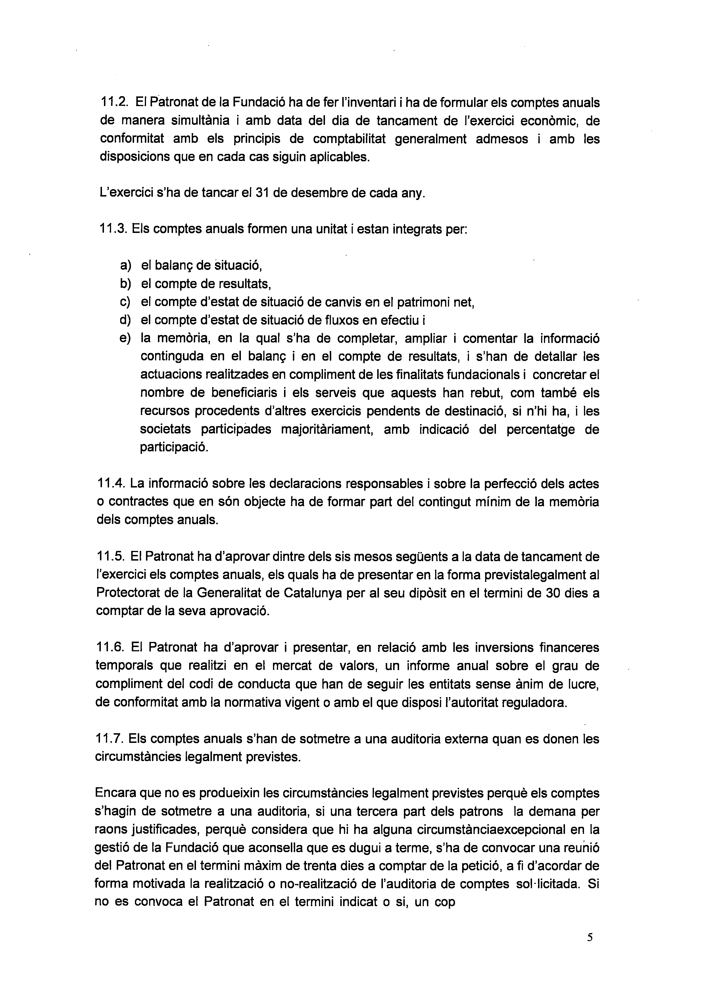 11.2. El Patronat de la Fundació ha de fer l'inventari i ha de formular els comptes anuals
de manera simultània i amb data del dia de tancament de l'exercici econòmic, de
conformitat amb els principis de comptabilitat generalment admesos i amb les
disposicions que en cada cas siguin aplicables.
L'exercici s'ha de tancar el 31 de desembre de cada any.
11.3. Els comptes anuals formen una unitat i estan integrats per:
a) el balanç de situació,
b) el compte de resultats,
c) el compte d'estat de situació de canvis en el patrimoni net,
d) el compte d'estat de situació de fluxos en efectiu i
e) la memòria, en la qual s'ha de completar, ampliar i comentar la informació
continguda en el balanç i en el compte de resultats, i s'han de detallar les
actuacions realitzades en compliment de les finalitats fundacionals i concretar el
nombre de beneficiaris i els serveis que aquests han rebut, com també els
recursos procedents d'altres exercicis pendents de destinació, si n'hi ha, i les
societats participades majoritàriament, amb indicació del percentatge de
participació.
11.4. La informació sobre les declaracions responsables i sobre la perfecció dels actes
o contractes que en són objecte ha de formar part del contingut mínim de la memòria
dels comptes anuals.
11.5. El Patronat ha d'aprovar dintre dels sis mesos següents a la data de tancament de
l'exercici els comptes anuals, els quals ha de presentar en la forma previstalegalment al
Protectorat de la Generalitat de Catalunya per al seu dipòsit en el termini de 30 dies a
comptar de la seva aprovació.
11.6. El Patronat ha d'aprovar i presentar, en relació amb les inversions financeres
temporals que realitzi en el mercat de valors, un informe anual sobre el grau de
compliment del codi de conducta que han de seguir les entitats sense ànim de lucre,
de conformitat amb la normativa vigent o amb el que disposi l'autoritat reguladora.
11.7. Els comptes anuals s'han de sotmetre a una auditoria externa quan es donen les
circumstàncies legalment previstes.
Encara que no es produeixin les circumstàncies legalment previstes perquè els comptes
s'hagin de sotmetre a una auditoria, si una tercera part dels patrons la demana per
raons justificades, perquè considera que hi ha alguna circumstànciaexcepcional en la
gestió de la Fundació que aconsella que es dugui a terme, s'ha de convocar una reunió
del Patronat en el termini màxim de trenta dies a comptar de la petició, a fi d'acordar de
forma motivada la realització o no-realització de l'auditoria de comptes sol·licitada. Si
no es convoca el Patronat en el termini indicat o si, un cop
5